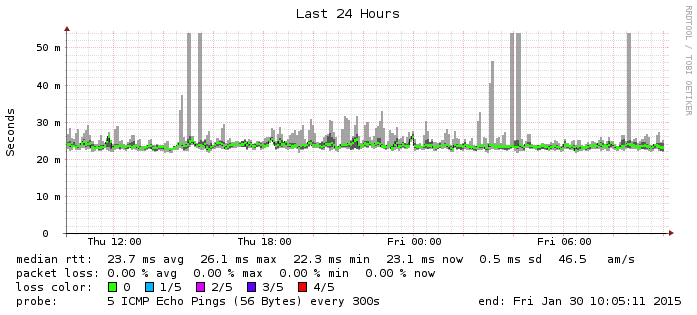 Last 24 Hours
RRDTOOL / TOBI OETIKER
Seconds
50 m
40 m
30 m
20 m
10 m
0
Thu 12:00 Thu 18:00 Fri 00:00 Fri 06:00
median rtt: 23.7 ms avg 26.1 ms max 22.3 ms min 23.1 ms now 0.5 ms sd 46.5 am/s
packet loss: 0.00 % avg 0.00 % max 0.00 % min 0.00 % now
loss color: 0 1/5 2/5 3/5 4/5
probe: 5 ICMP Echo Pings (56 Bytes) every 300s end: Fri Jan 30 10:05:11 2015